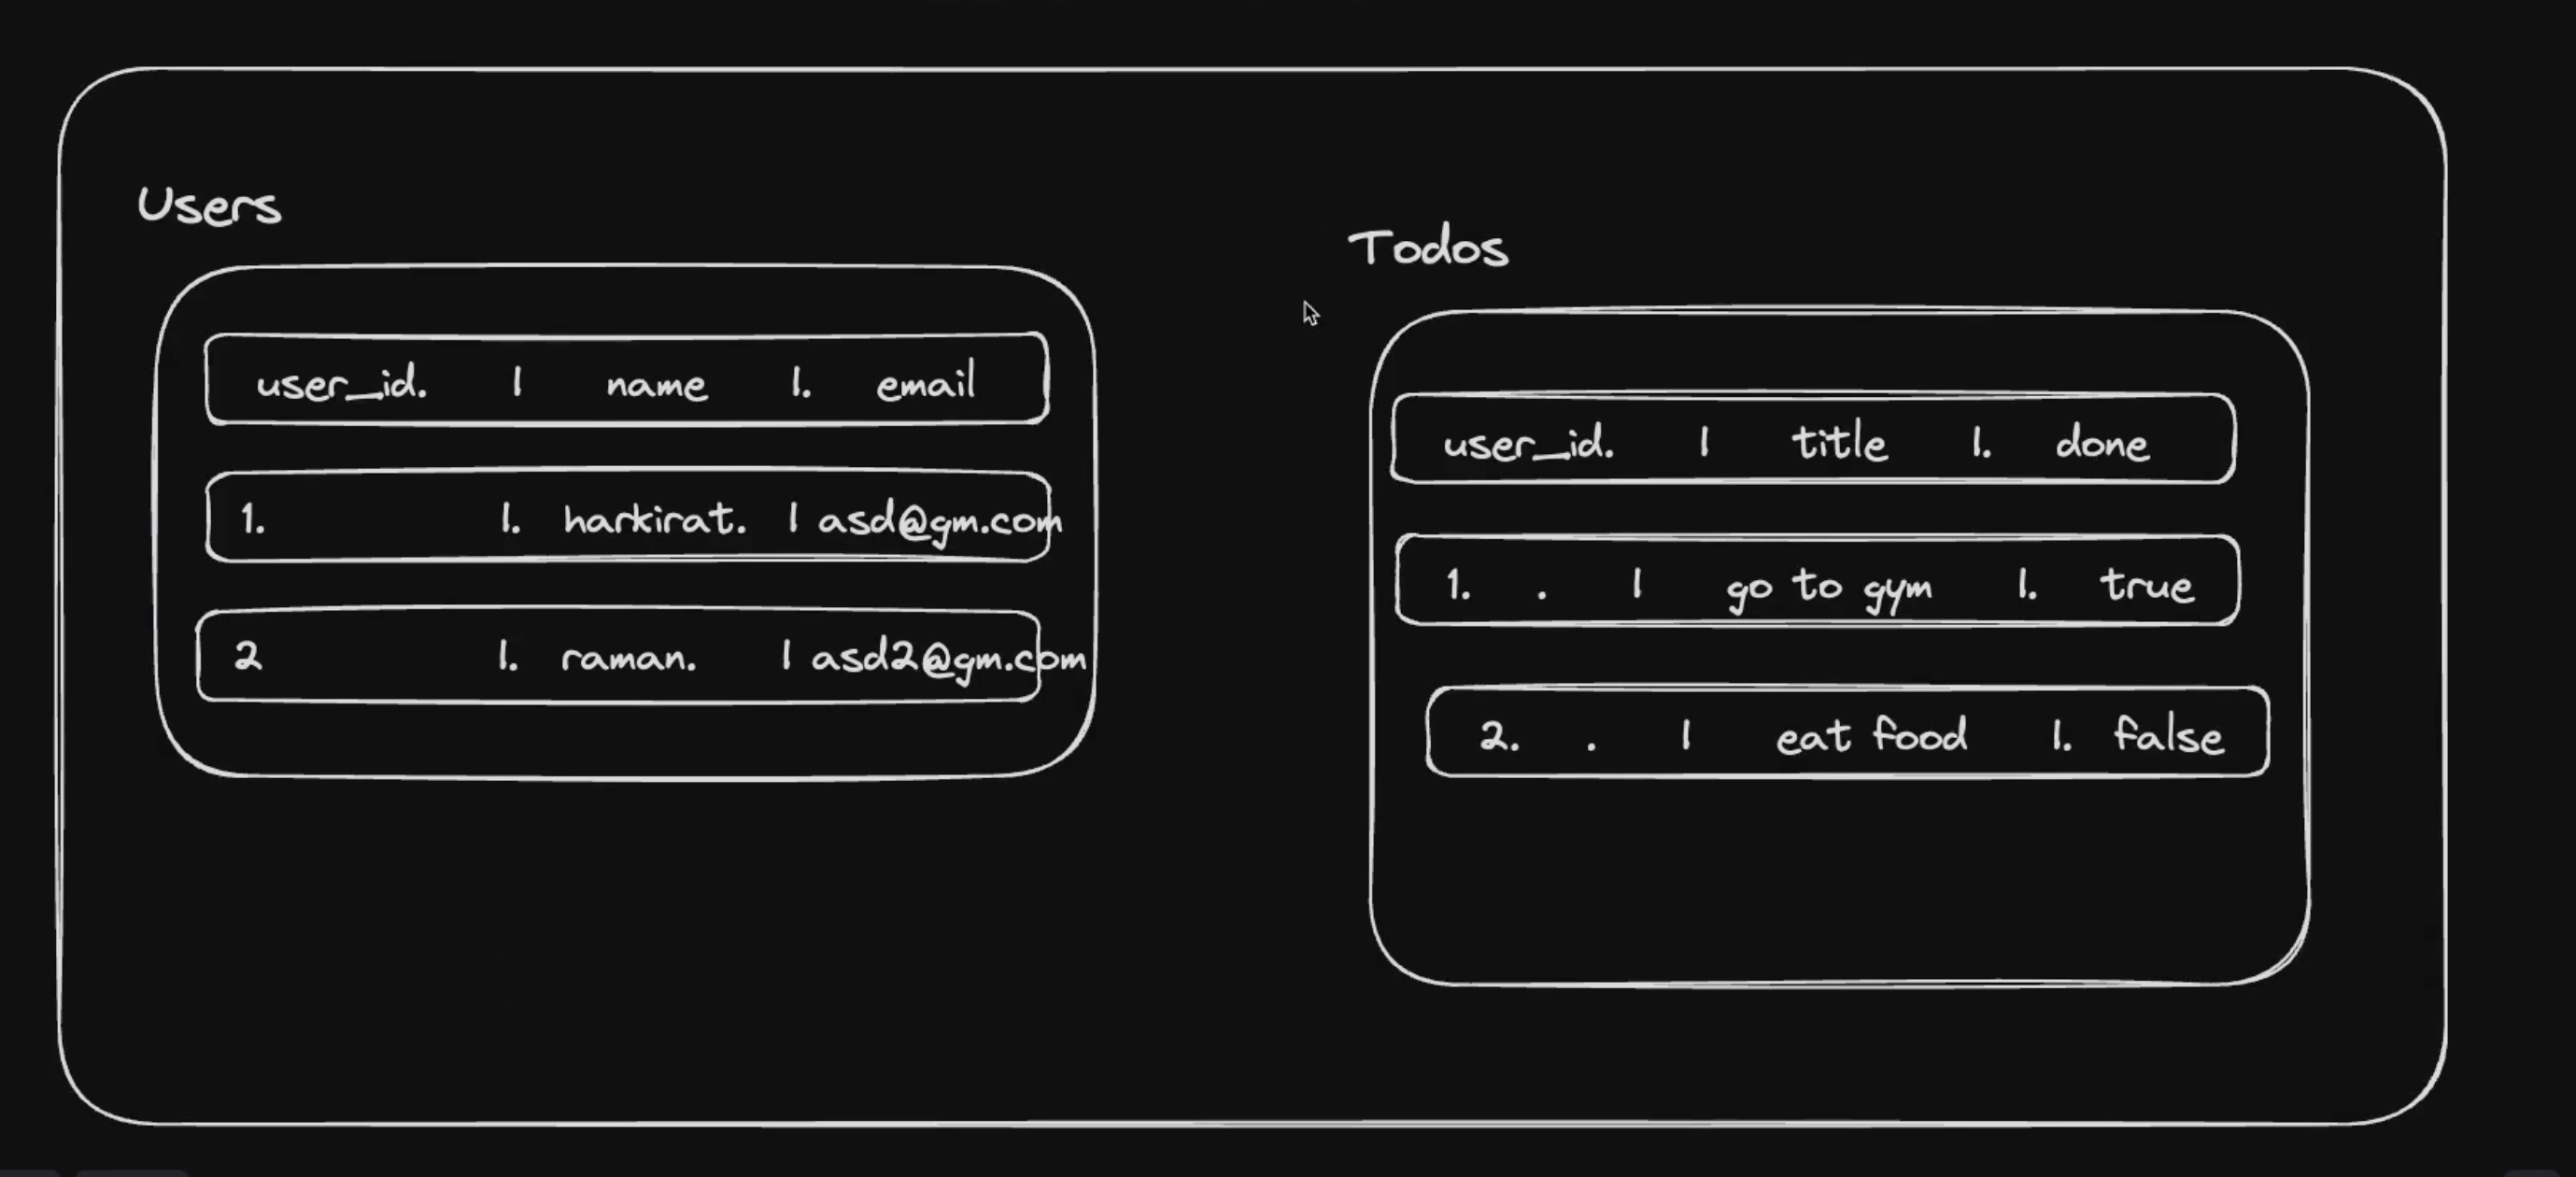 Users
user_id. | name |. email
1. |. harkirat. | asd@gm.com
2 |. raman. | asd2@gm.com
Todos
user_id. | title |. done
1. . | go to gym |. true
2. . | eat food |. false